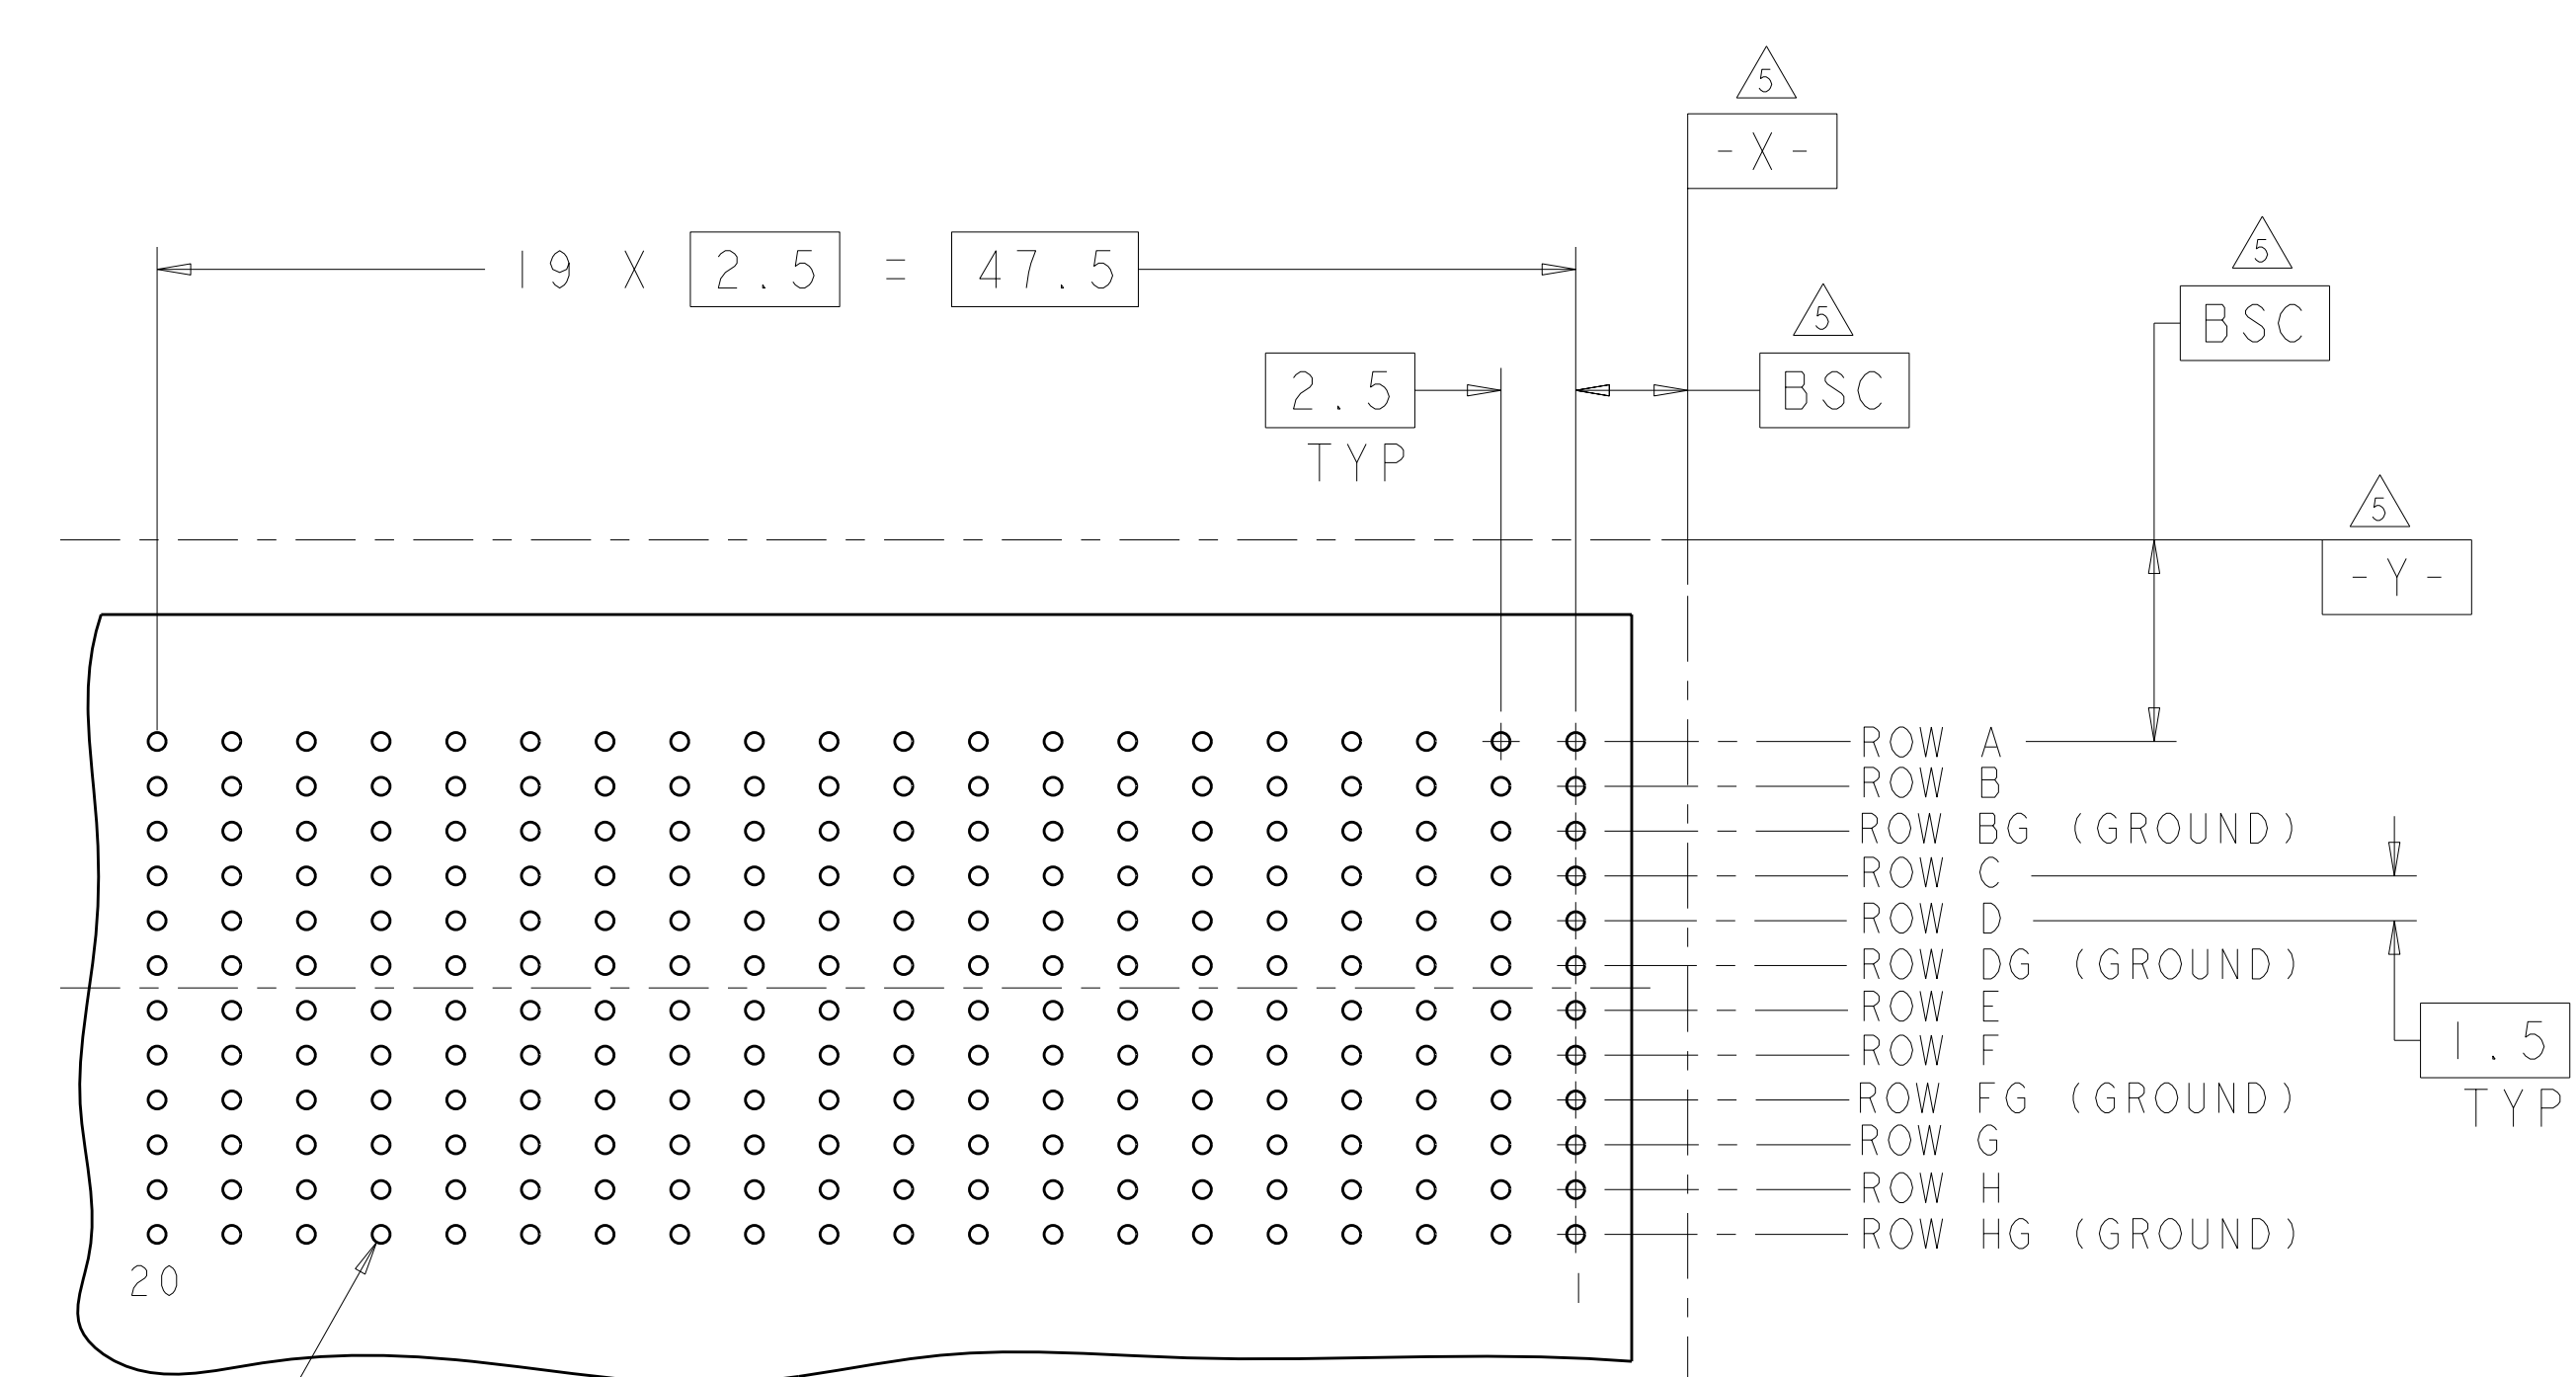 5
-X-
19 X 2.5 = 47.5
5
BSC
5
BSC
2.5
TYP
5
-Y-
ROW A
ROW B
ROW BG (GROUND)
ROW C
ROW D
ROW DG (GROUND)
ROW E
ROW F
ROW FG (GROUND)
ROW G
ROW H
ROW HG (GROUND)
1.5
TYP
20
1